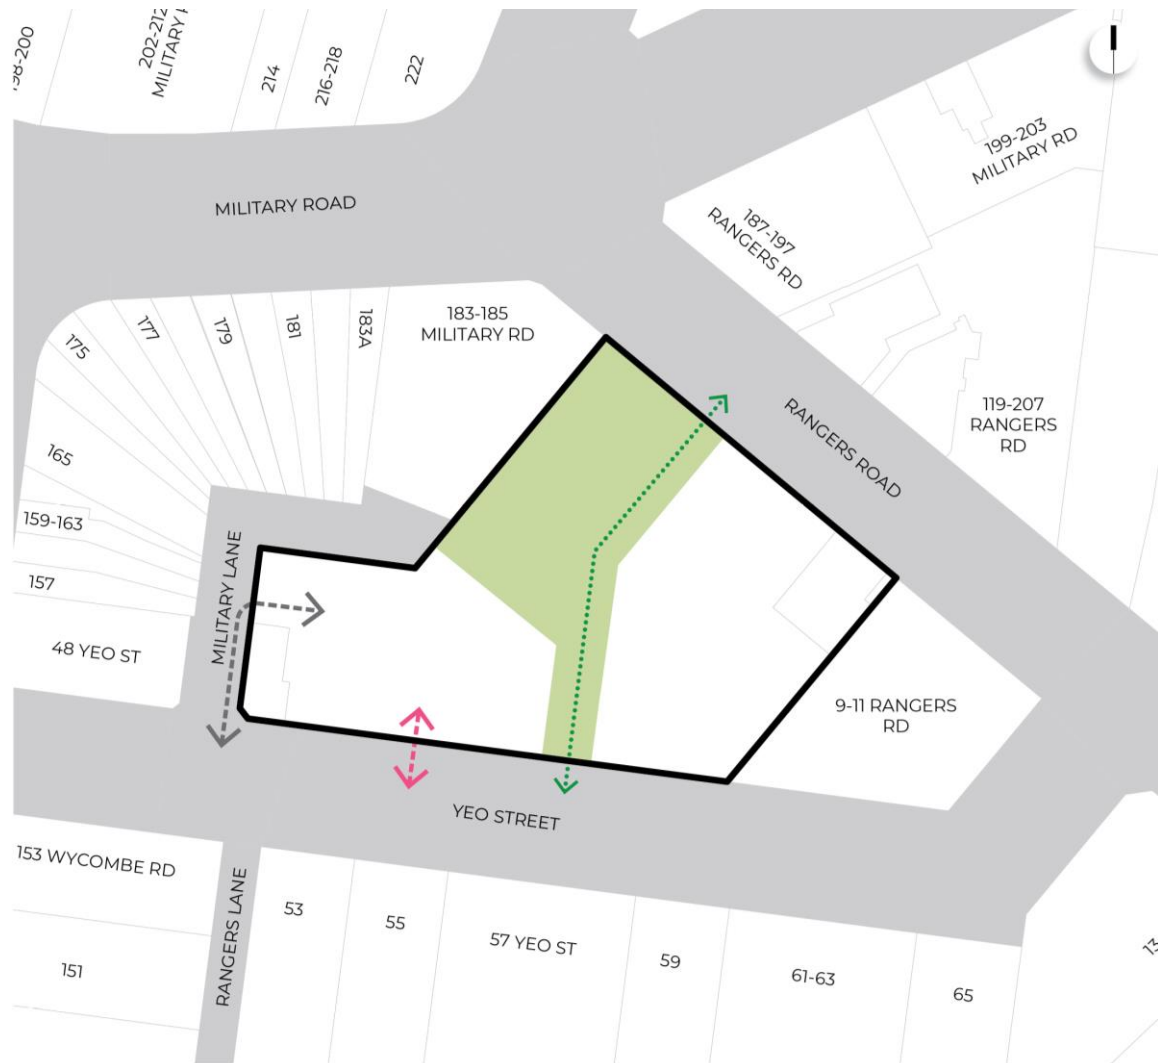 202-212
MILITARY
214
216-218
222
199-203
MILITARY RD
MILITARY ROAD
187-197
RANGERS RD
183-185
MILITARY RD
175
177
179
181
183A
RANGERS ROAD
119-207
RANGERS
RD
165
159-163
157
MILITARY LANE
48 YEO ST
9-11 RANGERS
RD
YEO STREET
153 WYCOMBE RD
RANGERS LANE
53
55
57 YEO ST
59
61-63
65
151